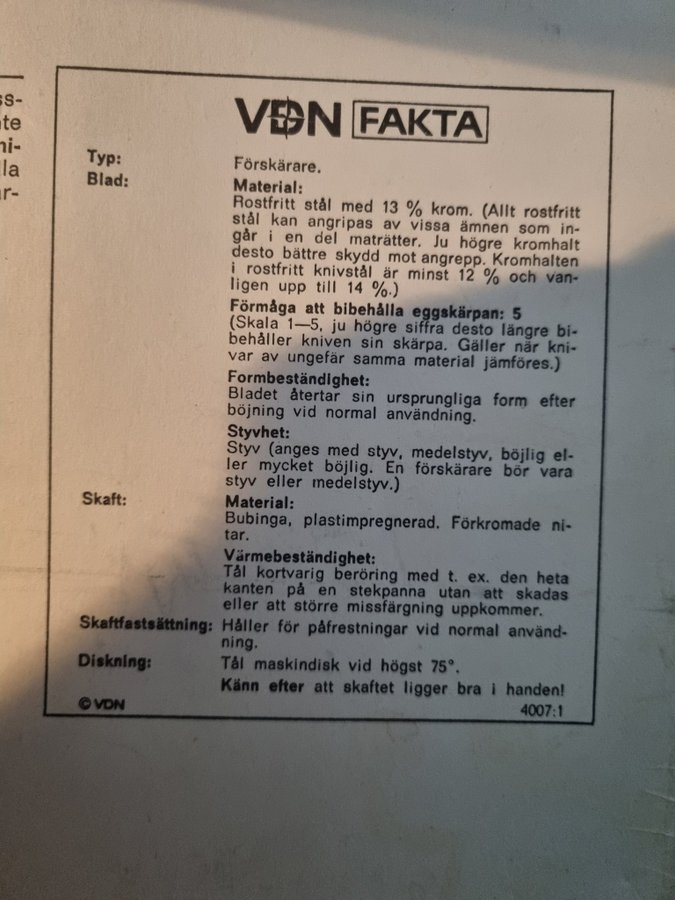 ss-
te
ni-
la
r-
VDN FAKTA
Typ: Förskärare.
Blad: Material:
Rostfritt stål med 13 % krom. (Allt rostfritt
stål kan angripas av vissa ämnen som in-
går i en del maträtter. Ju högre kromhalt
desto bättre skydd mot angrepp. Kromhalten
i rostfritt knivstål är minst 12 % och van-
ligen upp till 14 %.)
Förmåga att bibehålla eggskärpan: 5
(Skala 1—5, ju högre siffra desto längre bi-
behåller kniven sin skärpa. Gäller när kni-
var av ungefär samma material jämföres.)
Formbeständighet:
Bladet återtar sin ursprungliga form efter
böjning vid normal användning.
Styvhet:
Styv (anges med styv, medelstyv, böjlig el-
ler mycket böjlig. En förskärare bör vara
styv eller medelstyv.)
Skaft: Material:
Bubinga, plastimpregnerad. Förkromade ni-
tar.
Värmebeständighet:
Tål kortvarig beröring med t. ex. den heta
kanten på en stekpanna utan att skadas
eller att större missfärgning uppkommer.
Skaftfastsättning: Håller för påfrestningar vid normal använd-
ning.
Diskning: Tål maskindisk vid högst 75°.
Känn efter att skaftet ligger bra i handen!
© VDN 4007:1